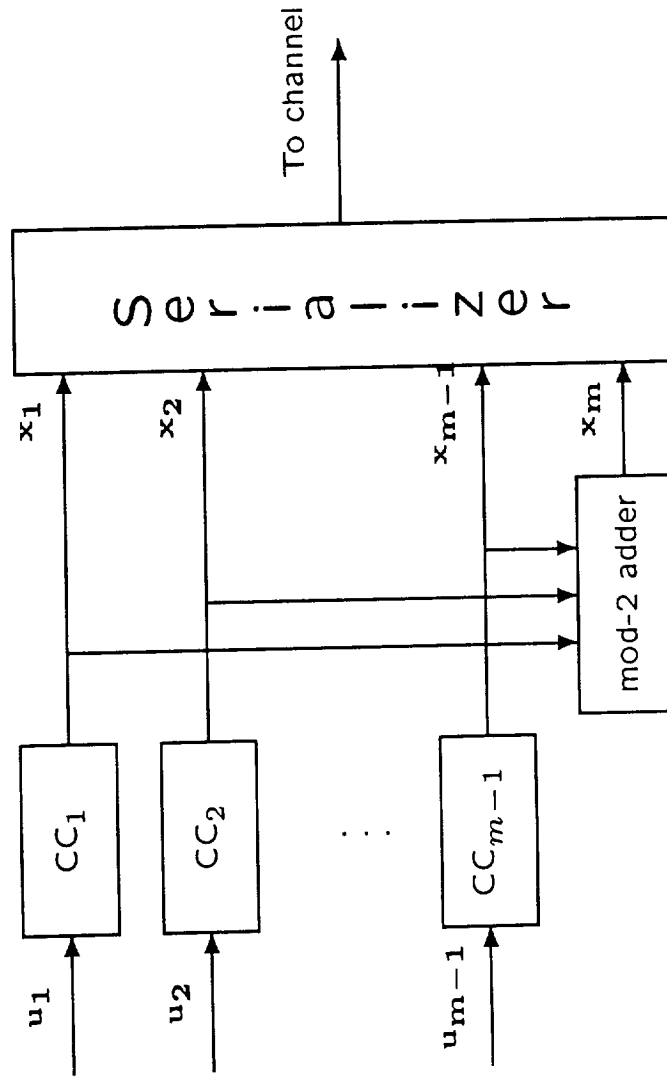 u₁
CC₁
x₁
u₂
CC₂
x₂
. . .
uₘ₋₁
CCₘ₋₁
xₘ₋₁
mod-2 adder
xₘ
Serializer
To channel